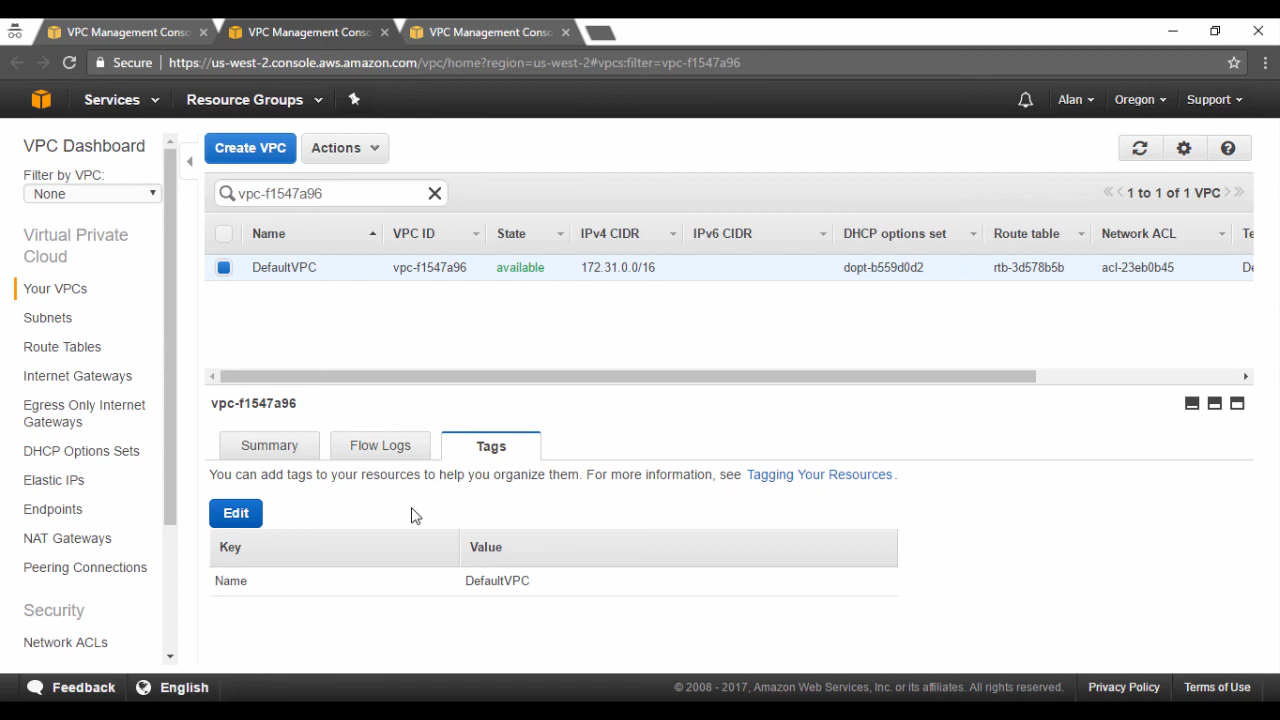 VPC Management Conso
VPC Management Conso
VPC Management Conso
Secure https://us-west-2.console.aws.amazon.com/vpc/home?region=us-west-2#vpcs:filter=vpc-f1547a96
Services Resource Groups Alan Oregon Support
VPC Dashboard
Filter by VPC:
None
Virtual Private
Cloud
Your VPCs
Subnets
Route Tables
Internet Gateways
Egress Only Internet
Gateways
DHCP Options Sets
Elastic IPs
Endpoints
NAT Gateways
Peering Connections
Security
Network ACLs
Create VPC Actions
vpc-f1547a96 1 to 1 of 1 VPC
Name VPC ID State IPv4 CIDR IPv6 CIDR DHCP options set Route table Network ACL Te
DefaultVPC vpc-f1547a96 available 172.31.0.0/16 dopt-b559d0d2 rtb-3d578b5b acl-23eb0b45 De
vpc-f1547a96
Summary Flow Logs Tags
You can add tags to your resources to help you organize them. For more information, see Tagging Your Resources.
Edit
Key Value
Name DefaultVPC
Feedback English © 2008 - 2017, Amazon Web Services, Inc. or its affiliates. All rights reserved. Privacy Policy Terms of Use